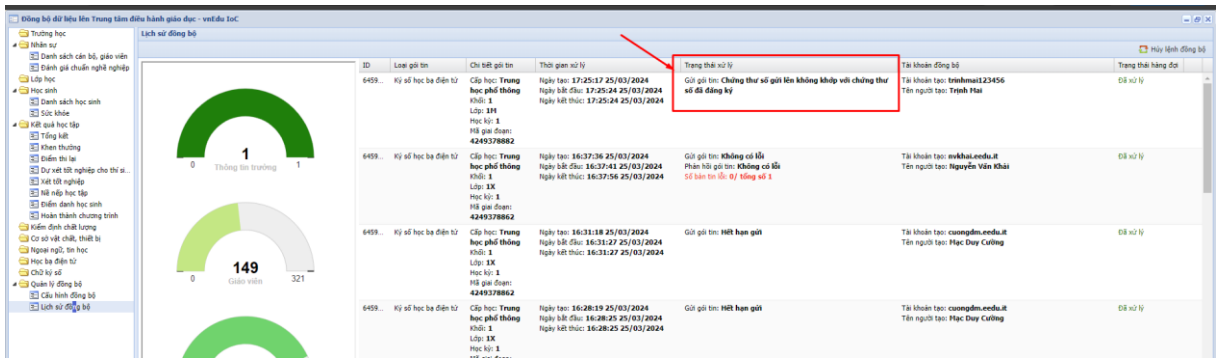 Đồng bộ dữ liệu lên Trung tâm điều hành giáo dục - vnEdu IoC
Trường học
Nhân sự
Danh sách cán bộ, giáo viên
Đánh giá chuẩn nghề nghiệp
Lớp học
Học sinh
Danh sách học sinh
Sức khỏe
Kết quả học tập
Tổng kết
Khen thưởng
Điểm thi lại
Dự xét tốt nghiệp cho thí si...
Xét tốt nghiệp
Nề nếp học tập
Điểm danh học sinh
Hoàn thành chương trình
Kiểm định chất lượng
Cơ sở vật chất, thiết bị
Ngoại ngữ, tin học
Học bạ điện tử
Chữ ký số
Quản lý đồng bộ
Cấu hình đồng bộ
Lịch sử đồng bộ
Lịch sử đồng bộ
Hủy lệnh đồng bộ
0
1
1
Thông tin trường
0
149
321
Giáo viên
ID
Loại gói tin
Chi tiết gói tin
Thời gian xử lý
Trạng thái xử lý
Tài khoản đồng bộ
Trạng thái hàng đợi
6459...
Ký số học bạ điện tử
Cấp học: Trung
học phổ thông
Khối: 1
Lớp: 1M
Học kỳ: 1
Mã giai đoạn:
4249378882
Ngày tạo: 17:25:17 25/03/2024
Ngày bắt đầu: 17:25:24 25/03/2024
Ngày kết thúc: 17:25:24 25/03/2024
Gửi gói tin: Chứng thư số gửi lên không khớp với chứng thư
số đã đăng ký
Tài khoản tạo: trinhmai123456
Tên người tạo: Trịnh Mai
Đã xử lý
6459...
Ký số học bạ điện tử
Cấp học: Trung
học phổ thông
Khối: 1
Lớp: 1X
Học kỳ: 1
Mã giai đoạn:
4249378862
Ngày tạo: 16:37:36 25/03/2024
Ngày bắt đầu: 16:37:41 25/03/2024
Ngày kết thúc: 16:37:56 25/03/2024
Gửi gói tin: Không có lỗi
Phản hồi gói tin: Không có lỗi
Số bản tin lỗi: 0/ tổng số 1
Tài khoản tạo: nvkhai.eedu.it
Tên người tạo: Nguyễn Văn Khải
Đã xử lý
6459...
Ký số học bạ điện tử
Cấp học: Trung
học phổ thông
Khối: 1
Lớp: 1X
Học kỳ: 1
Mã giai đoạn:
4249378862
Ngày tạo: 16:31:18 25/03/2024
Ngày bắt đầu: 16:31:27 25/03/2024
Ngày kết thúc: 16:31:27 25/03/2024
Gửi gói tin: Hết hạn gửi
Tài khoản tạo: cuongdm.eedu.it
Tên người tạo: Mạc Duy Cường
Đã xử lý
6459...
Ký số học bạ điện tử
Cấp học: Trung
học phổ thông
Khối: 1
Lớp: 1X
Học kỳ: 1
Mã giai đoạn:
Ngày tạo: 16:28:19 25/03/2024
Ngày bắt đầu: 16:28:25 25/03/2024
Ngày kết thúc: 16:28:25 25/03/2024
Gửi gói tin: Hết hạn gửi
Tài khoản tạo: cuongdm.eedu.it
Tên người tạo: Mạc Duy Cường
Đã xử lý